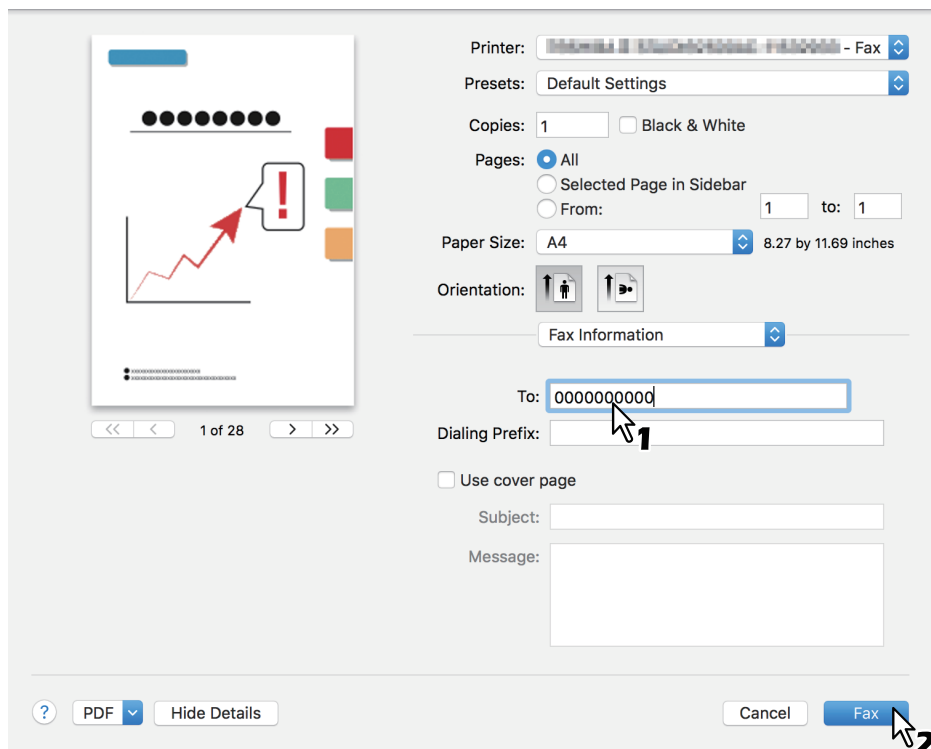 Printer: - Fax
Presets: Default Settings
Copies: 1 Black & White
Pages: All
Selected Page in Sidebar
From: 1 to: 1
Paper Size: A4 8.27 by 11.69 inches
Orientation:
Fax Information
To: 0000000000
1
Dialing Prefix:
Use cover page
Subject:
Message:
!
<< < 1 of 28 > >>
? PDF Hide Details Cancel Fax
2